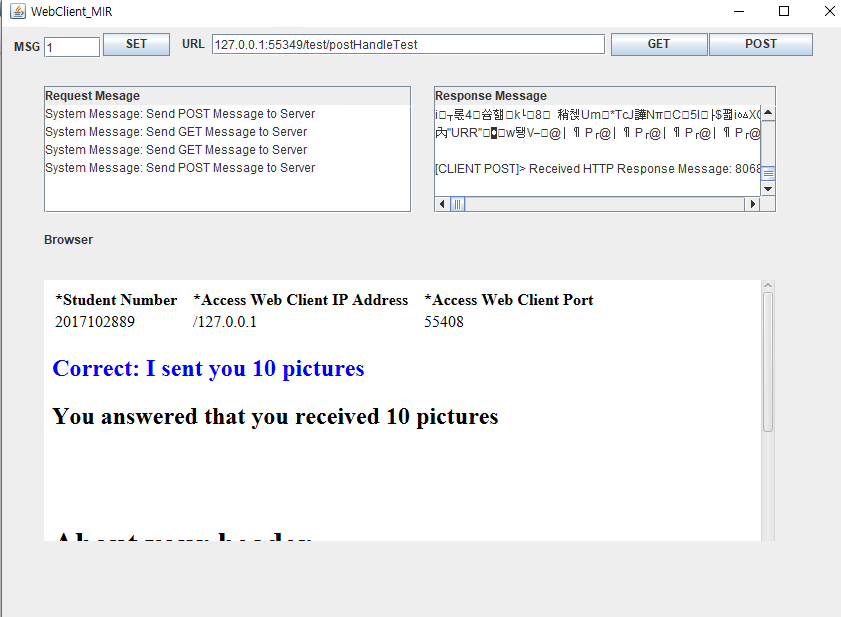 WebClient_MIR
MSG 1 SET URL 127.0.0.1:55349/test/postHandleTest GET POST
Request Mesage
System Message: Send POST Message to Server
System Message: Send GET Message to Server
System Message: Send GET Message to Server
System Message: Send POST Message to Server
Response Message
[CLIENT POST]> Received HTTP Response Message: 8068
Browser
*Student Number *Access Web Client IP Address *Access Web Client Port
2017102889 /127.0.0.1 55408
Correct: I sent you 10 pictures
You answered that you received 10 pictures
About your header